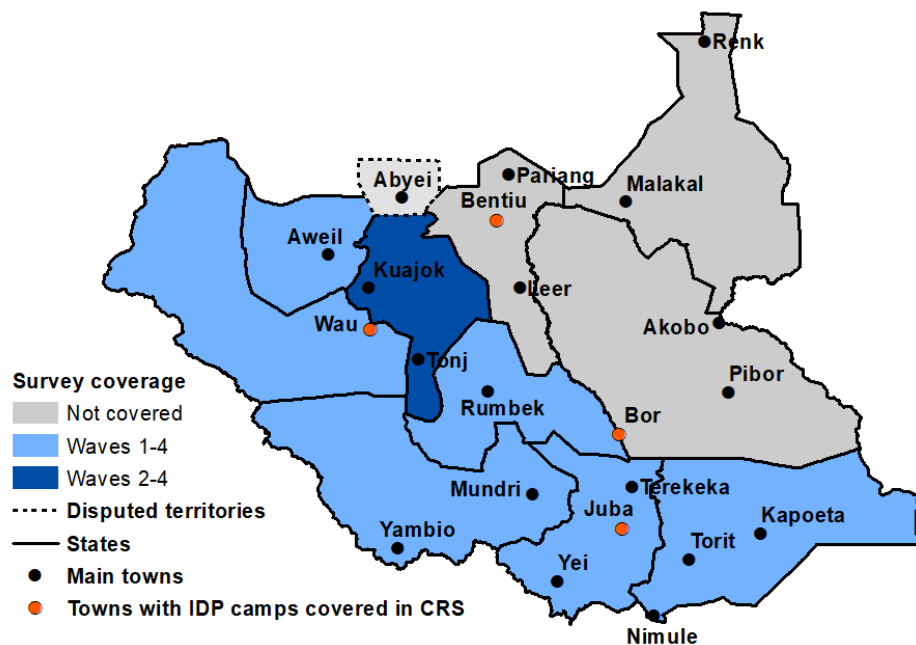 Renk
Pariang
Abyei
Malakal
Bentiu
Aweil
Kuajok
Leer
Wau
Akobo
Tonj
Survey coverage
Pibor
Not covered
Rumbek
Bor
Waves 1-4
Waves 2-4
Mundri
Terekeka
Disputed territories
Juba
Kapoeta
States
Yambio
Torit
Main towns
Yei
Towns with IDP camps covered in CRS
Nimule